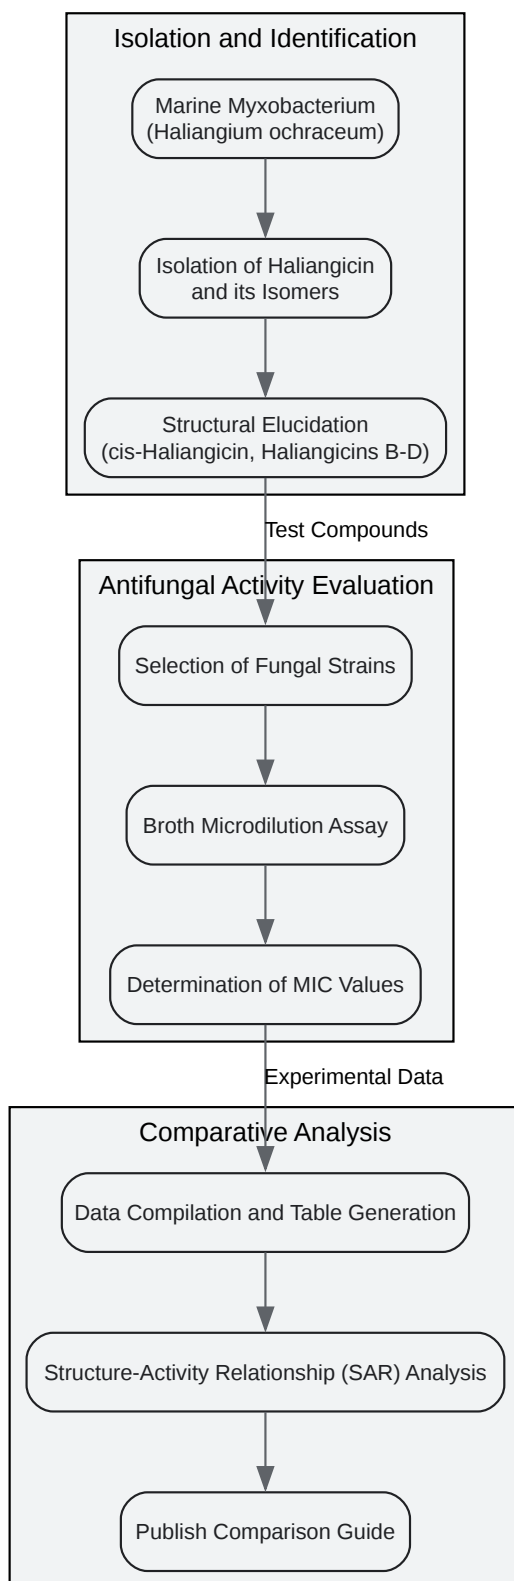 Isolation and Identification
Marine Myxobacterium
(Haliangium ochraceum)
Isolation of Haliangicin
and its Isomers
Structural Elucidation
(cis-Haliangicin, Haliangicins B-D)
Test Compounds
Antifungal Activity Evaluation
Selection of Fungal Strains
Broth Microdilution Assay
Determination of MIC Values
Experimental Data
Comparative Analysis
Data Compilation and Table Generation
Structure-Activity Relationship (SAR) Analysis
Publish Comparison Guide